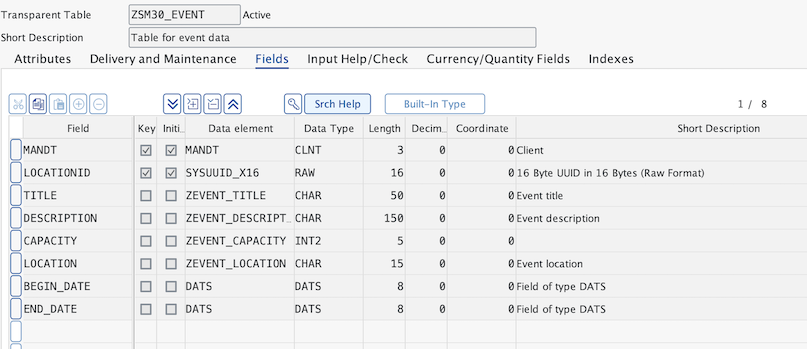 Transparent Table ZSM30_EVENT Active
Short Description Table for event data
Attributes Delivery and Maintenance Fields Input Help/Check Currency/Quantity Fields Indexes
Srch Help Built-In Type 1 / 8
Field Key Initi... Data element Data Type Length Decim... Coordinate Short Description
MANDT MANDT CLNT 3 0 0 Client
LOCATIONID SYSUUID_X16 RAW 16 0 0 16 Byte UUID in 16 Bytes (Raw Format)
TITLE ZEVENT_TITLE CHAR 50 0 0 Event title
DESCRIPTION ZEVENT_DESCRIPT... CHAR 150 0 0 Event description
CAPACITY ZEVENT_CAPACITY INT2 5 0 0
LOCATION ZEVENT_LOCATION CHAR 15 0 0 Event location
BEGIN_DATE DATS DATS 8 0 0 Field of type DATS
END_DATE DATS DATS 8 0 0 Field of type DATS